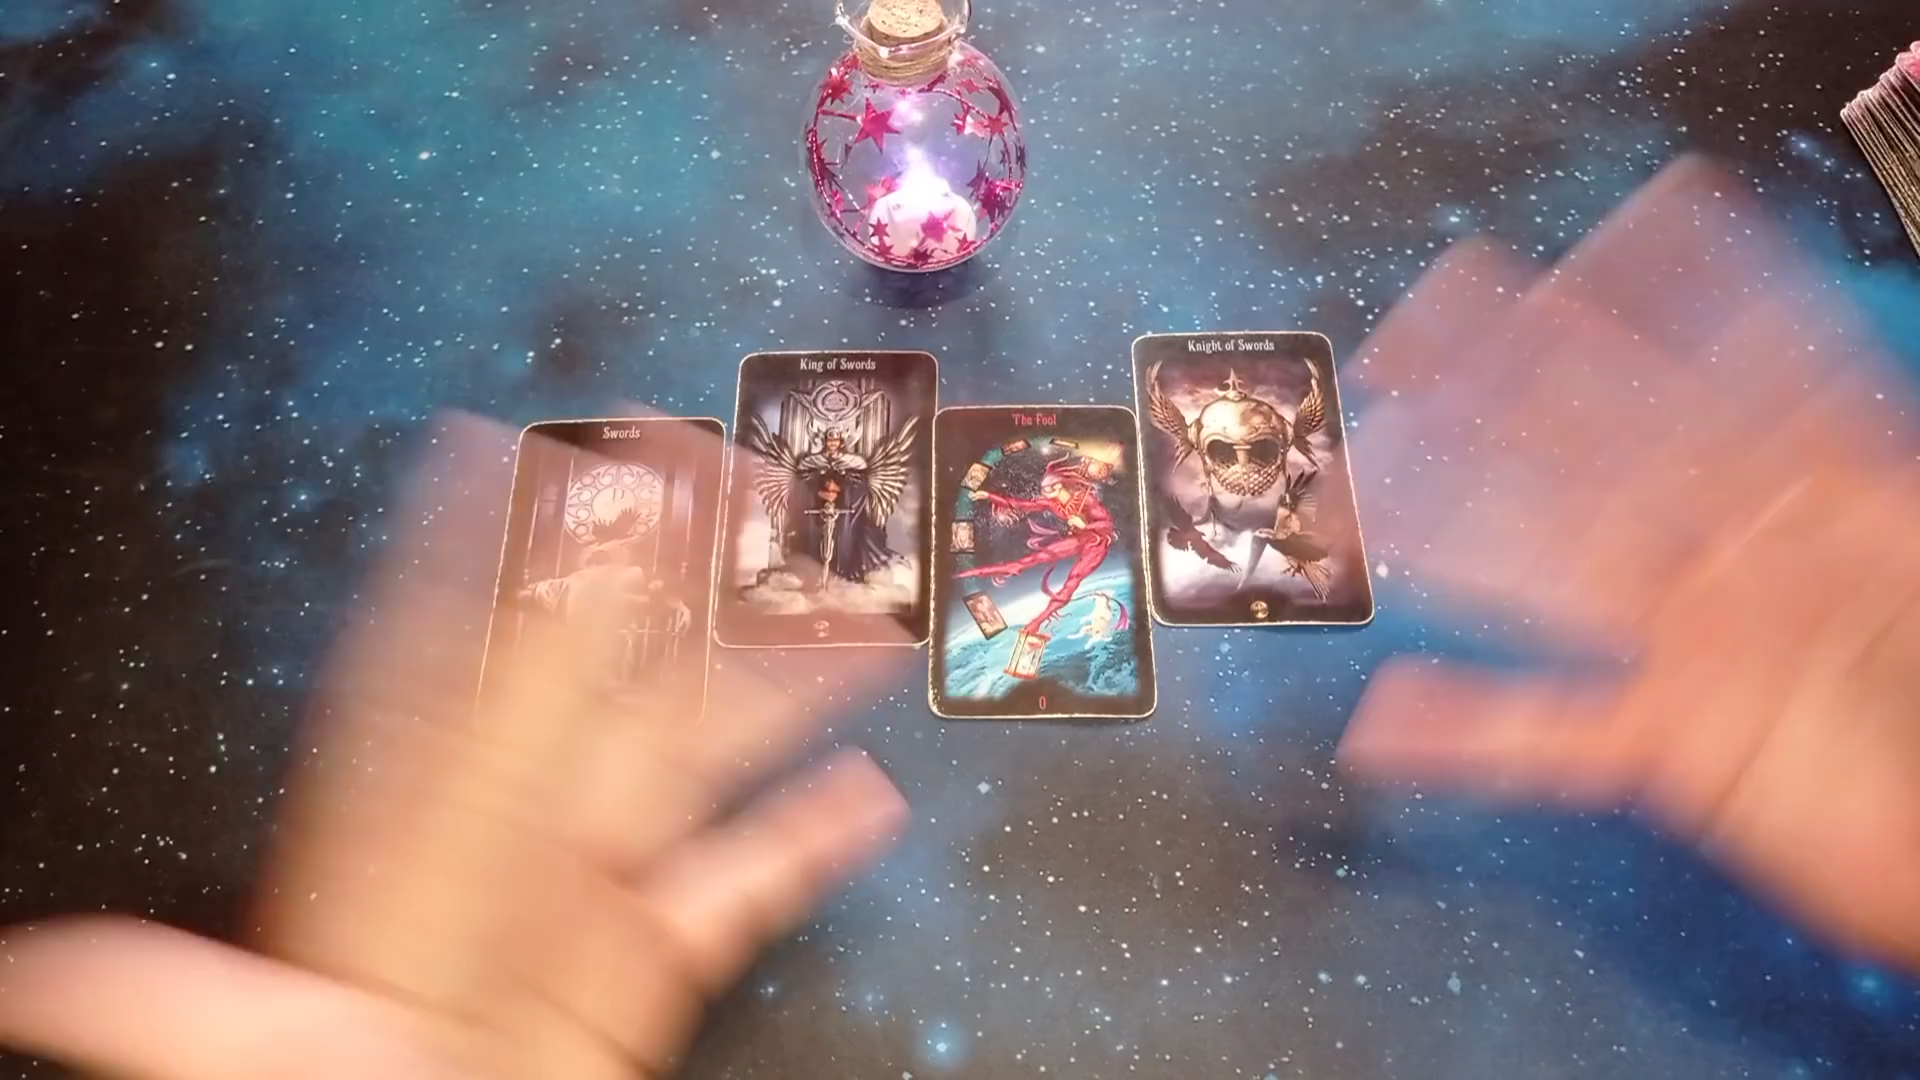 Swords
King of Swords
The Fool
Knight of Swords
0